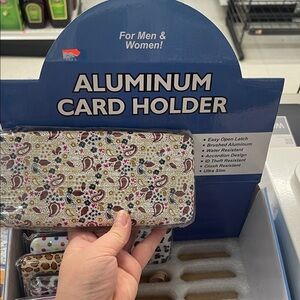 For Men &
Women!
ALUMINUM
CARD HOLDER
• Easy Open Latch
• Brushed Aluminum
• Water Resistant
• Accordion Design
• ID Theft Resistant
• Crush Resistant
• Ultra Slim